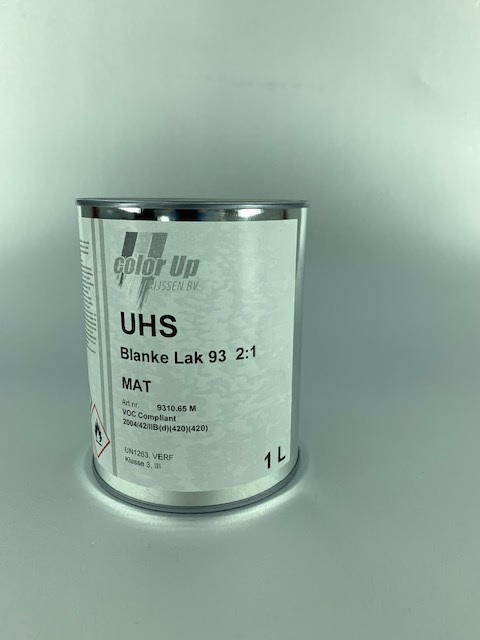 color Up
RIJSSEN BV.
UHS
Blanke Lak 93 2:1
MAT
Art.nr. 9310.65 M
VOC Compliant
2004/42/IIB(d)(420)(420)
UN1263, VERF
Klasse 3, III
1 L